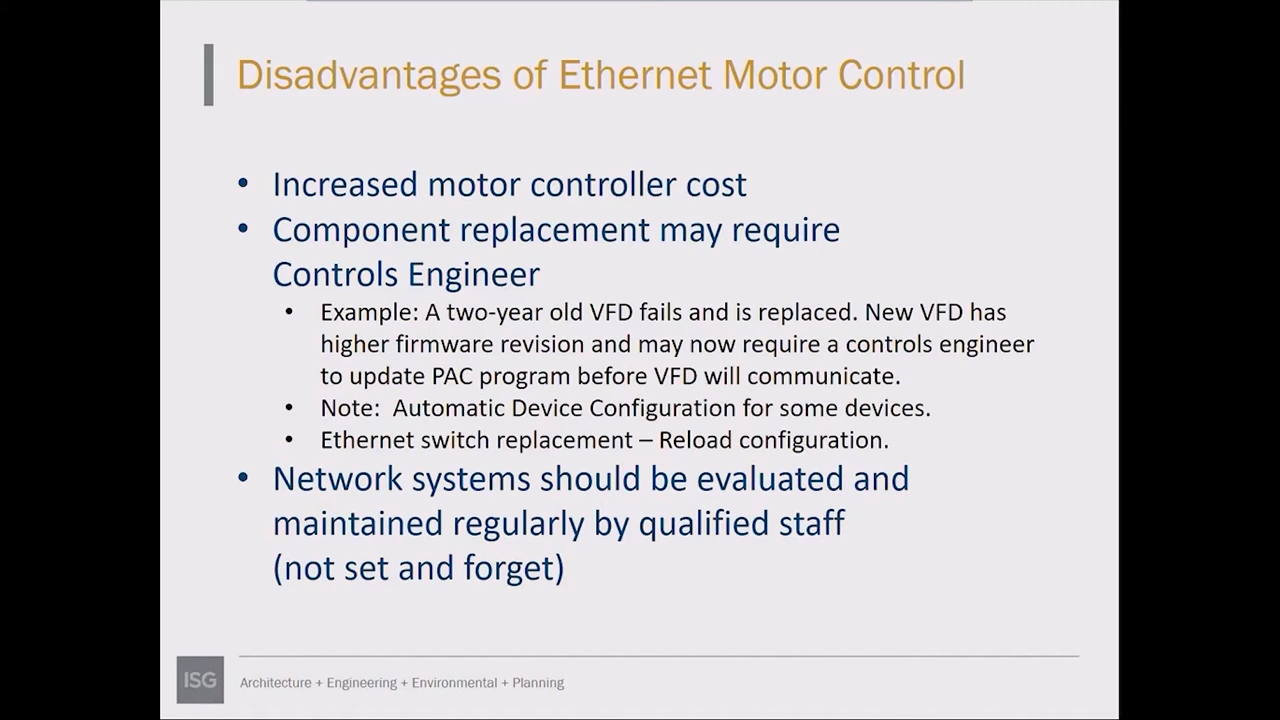 Disadvantages of Ethernet Motor Control
• Increased motor controller cost
• Component replacement may require
Controls Engineer
• Example: A two-year old VFD fails and is replaced. New VFD has
higher firmware revision and may now require a controls engineer
to update PAC program before VFD will communicate.
• Note:  Automatic Device Configuration for some devices.
• Ethernet switch replacement – Reload configuration.
• Network systems should be evaluated and
maintained regularly by qualified staff
(not set and forget)
ISG
Architecture + Engineering + Environmental + Planning